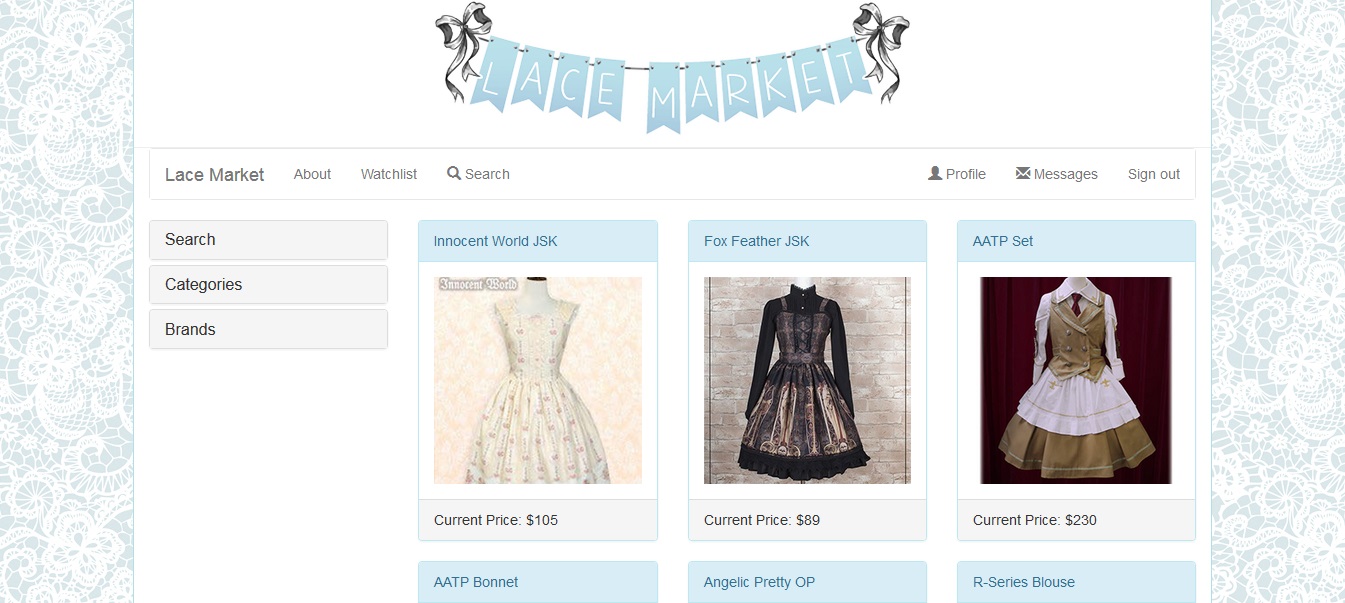 LACE MARKET
Lace Market About Watchlist Search Profile Messages Sign out
Search
Categories
Brands
Innocent World JSK
Innocent World
Current Price: $105
Fox Feather JSK
Current Price: $89
AATP Set
Current Price: $230
AATP Bonnet
Angelic Pretty OP
R-Series Blouse